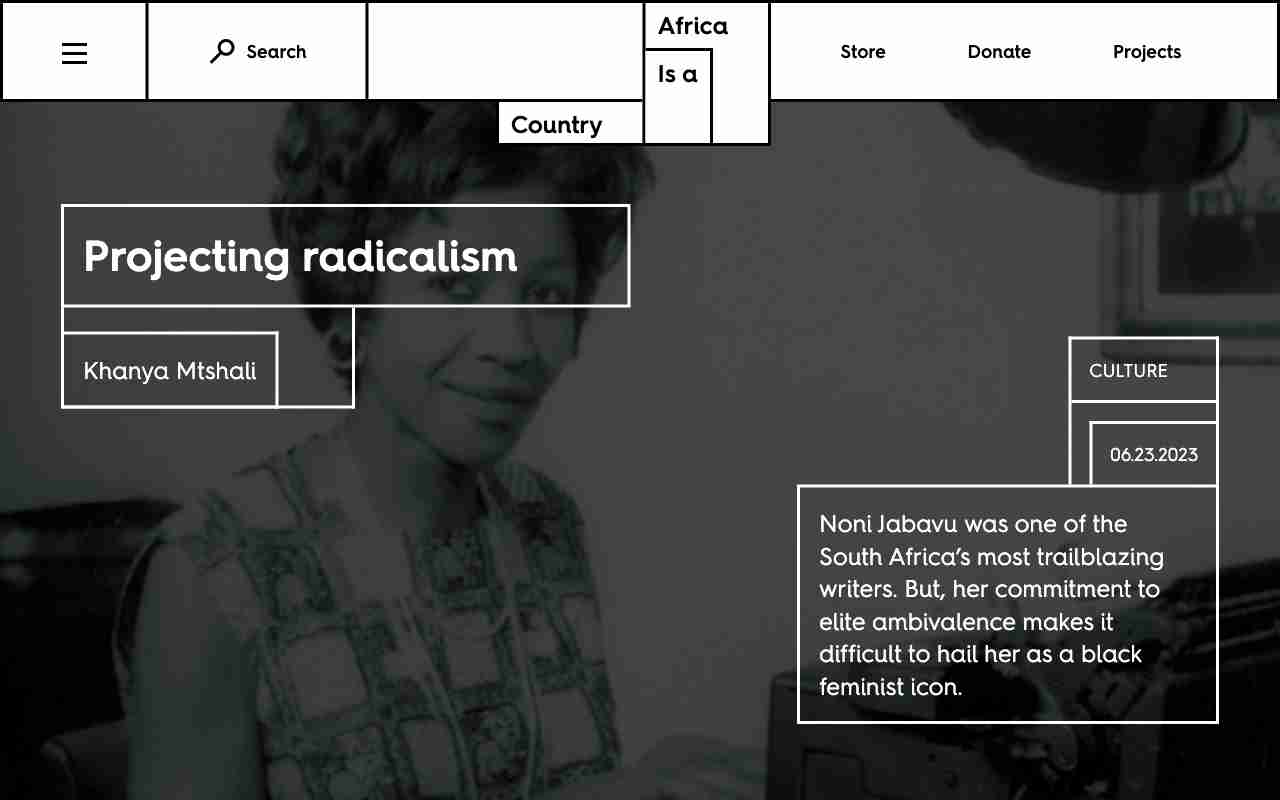 Search
Africa
Is a
Country
Store
Donate
Projects
Projecting radicalism
Khanya Mtshali
CULTURE
06.23.2023
Noni Jabavu was one of the
South Africa’s most trailblazing
writers. But, her commitment to
elite ambivalence makes it
difficult to hail her as a black
feminist icon.